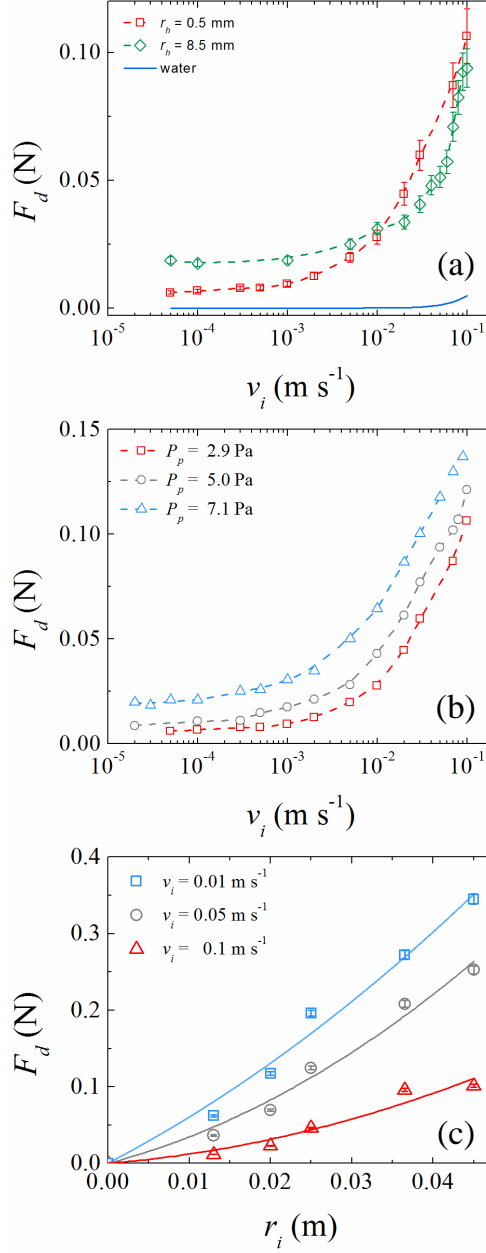 r_h = 0.5 mm
r_h = 8.5 mm
water
0.10
0.05
0.00
F_d (N)
(a)
10⁻⁵ 10⁻⁴ 10⁻³ 10⁻² 10⁻¹
v_i (m s⁻¹)
0.15
P_p = 2.9 Pa
P_p = 5.0 Pa
P_p = 7.1 Pa
0.10
0.05
0.00
F_d (N)
(b)
10⁻⁵ 10⁻⁴ 10⁻³ 10⁻² 10⁻¹
v_i (m s⁻¹)
0.4
v_i = 0.01 m s⁻¹
v_i = 0.05 m s⁻¹
v_i = 0.1 m s⁻¹
0.3
0.2
0.1
0.0
F_d (N)
(c)
0.00 0.01 0.02 0.03 0.04
r_i (m)